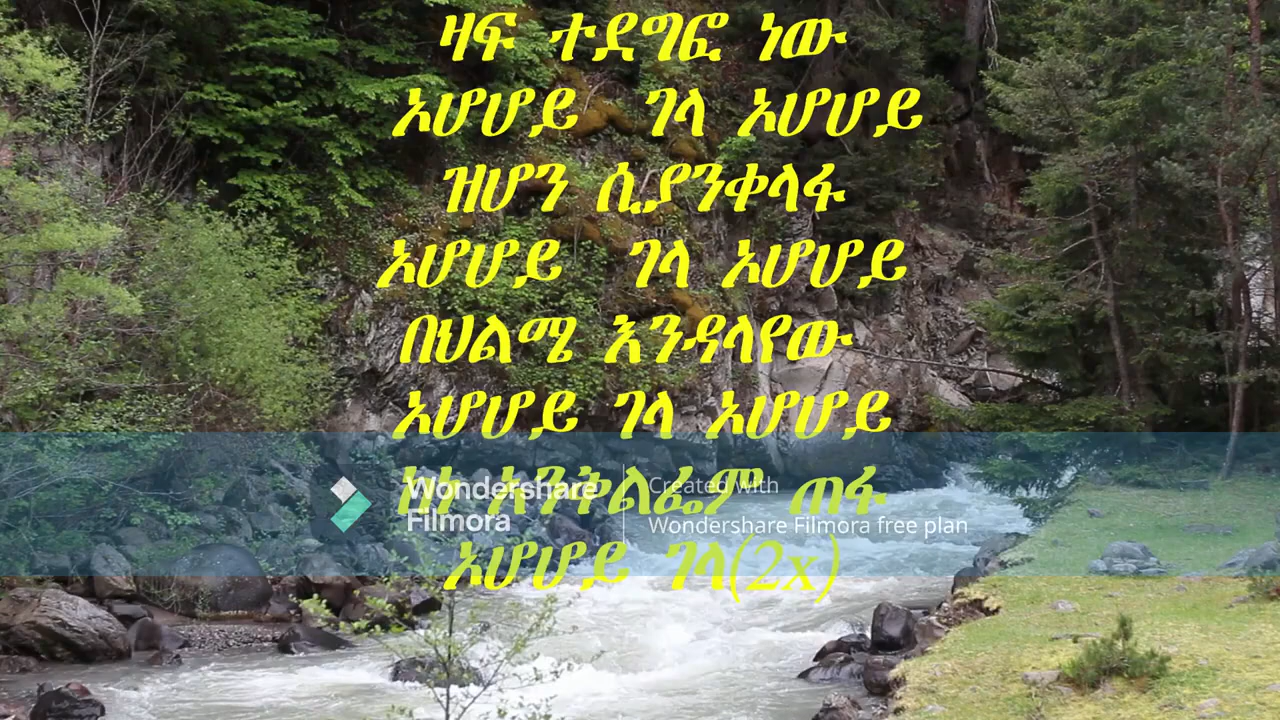 ዛፍ ተደግፎ ነው
ኦሆሆይ ገላ ኦሆሆይ
ዝሆን ሲያንቀላፋ
ኦሆሆይ ገላ ኦሆሆይ
በህልሜ እንዳላየው
ኦሆሆይ ገላ ኦሆሆይ
ጠፋ
Wondershare Filmora
Created with
Wondershare Filmora free plan
ኦሆሆይ ገላ(2x)